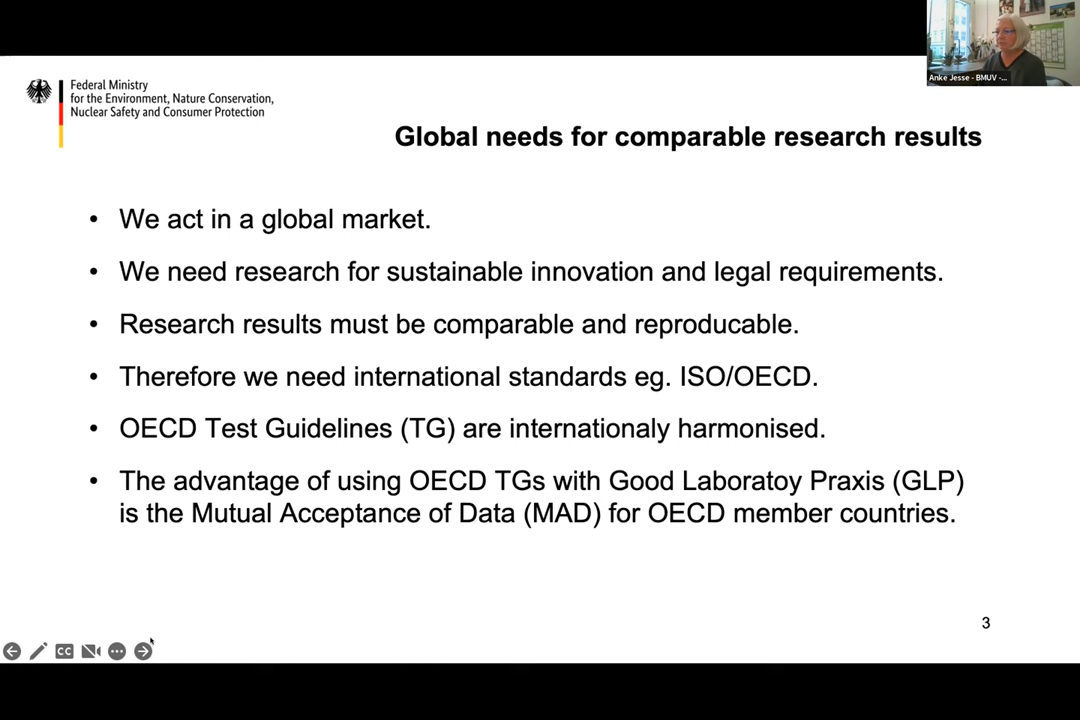 Anke Jesse - BMUV -...
Federal Ministry
for the Environment, Nature Conservation,
Nuclear Safety and Consumer Protection
Global needs for comparable research results
• We act in a global market.
• We need research for sustainable innovation and legal requirements.
• Research results must be comparable and reproducable.
• Therefore we need international standards eg. ISO/OECD.
• OECD Test Guidelines (TG) are internationaly harmonised.
• The advantage of using OECD TGs with Good Laboratoy Praxis (GLP)
is the Mutual Acceptance of Data (MAD) for OECD member countries.
3
CC